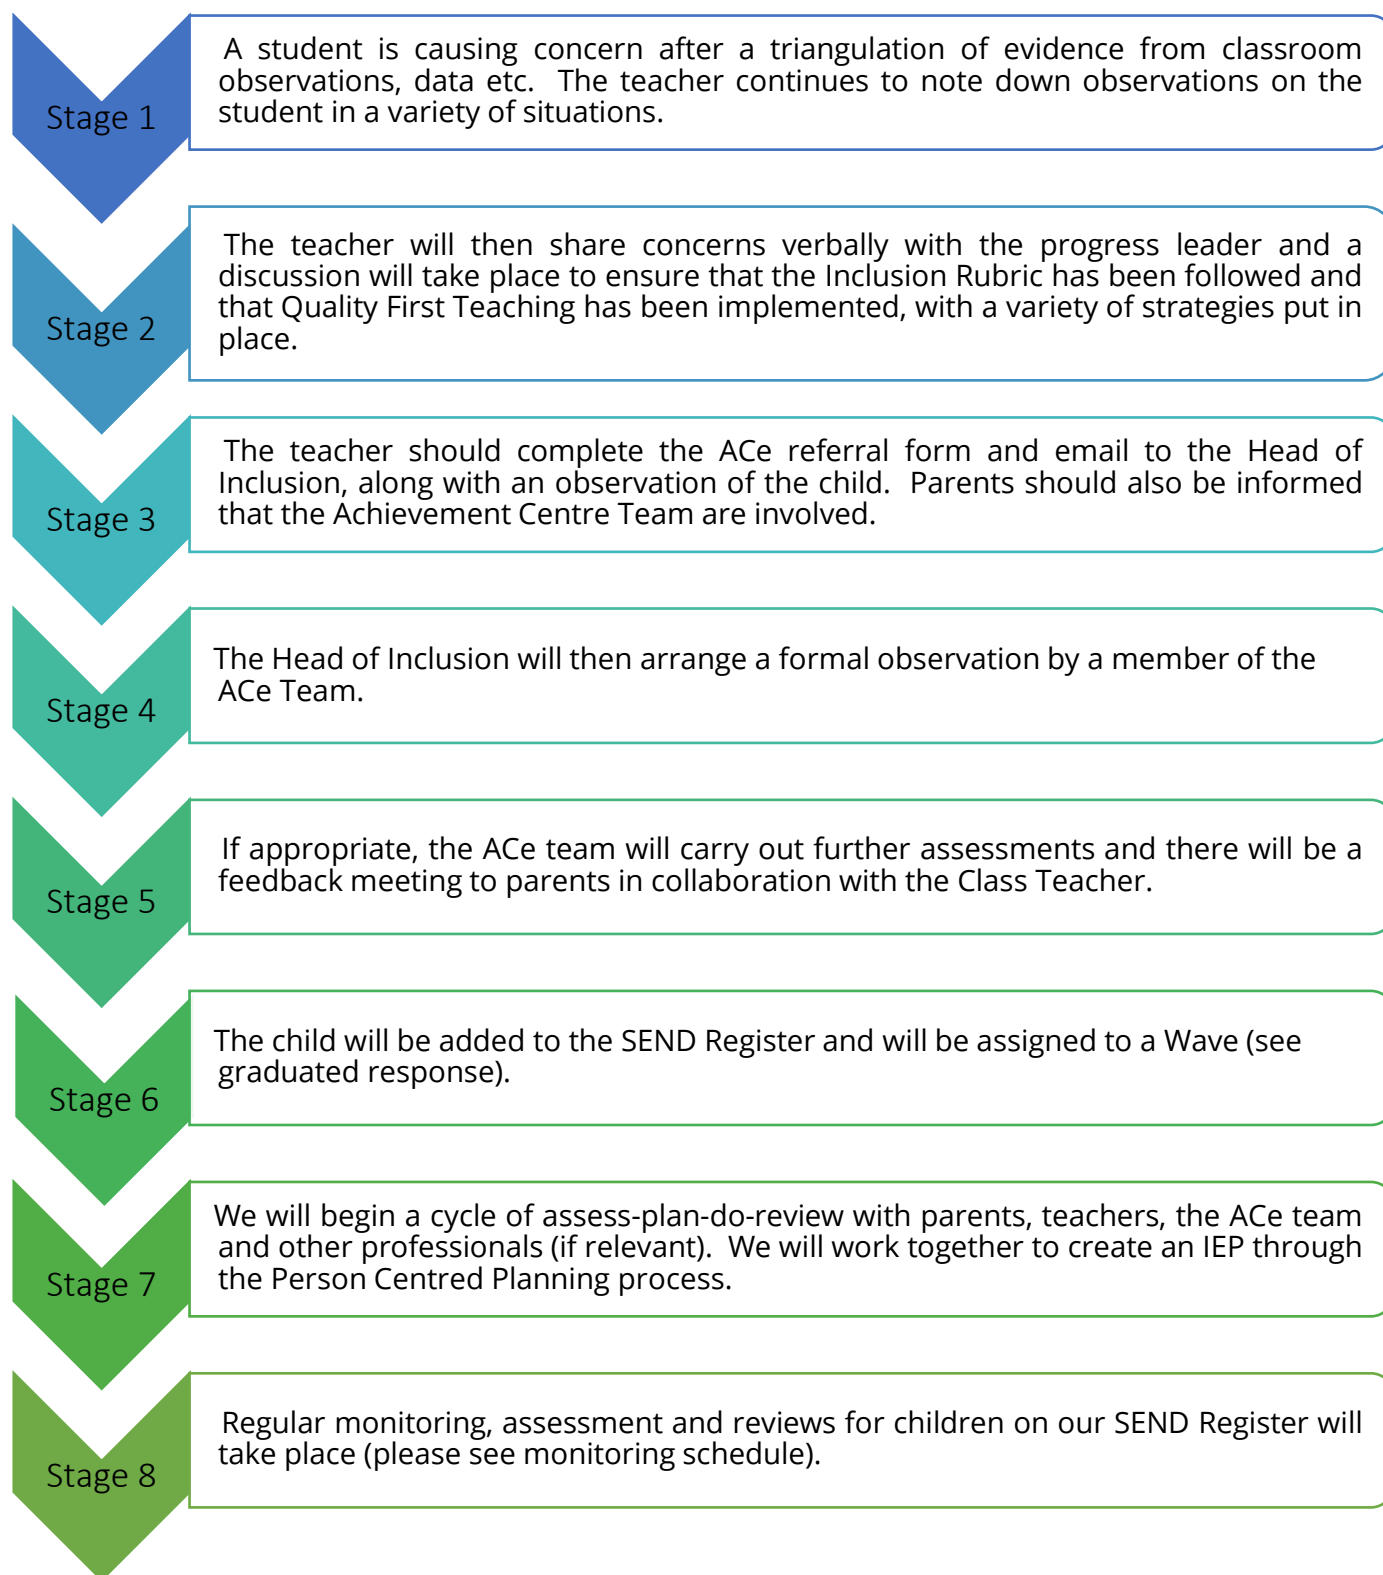 Stage 1
A student is causing concern after a triangulation of evidence from classroom
observations, data etc. The teacher continues to note down observations on the
student in a variety of situations.
Stage 2
The teacher will then share concerns verbally with the progress leader and a
discussion will take place to ensure that the Inclusion Rubric has been followed and
that Quality First Teaching has been implemented, with a variety of strategies put in
place.
Stage 3
The teacher should complete the ACe referral form and email to the Head of
Inclusion, along with an observation of the child. Parents should also be informed
that the Achievement Centre Team are involved.
Stage 4
The Head of Inclusion will then arrange a formal observation by a member of the
ACe Team.
Stage 5
If appropriate, the ACe team will carry out further assessments and there will be a
feedback meeting to parents in collaboration with the Class Teacher.
Stage 6
The child will be added to the SEND Register and will be assigned to a Wave (see
graduated response).
Stage 7
We will begin a cycle of assess-plan-do-review with parents, teachers, the ACe team
and other professionals (if relevant). We will work together to create an IEP through
the Person Centred Planning process.
Stage 8
Regular monitoring, assessment and reviews for children on our SEND Register will
take place (please see monitoring schedule).